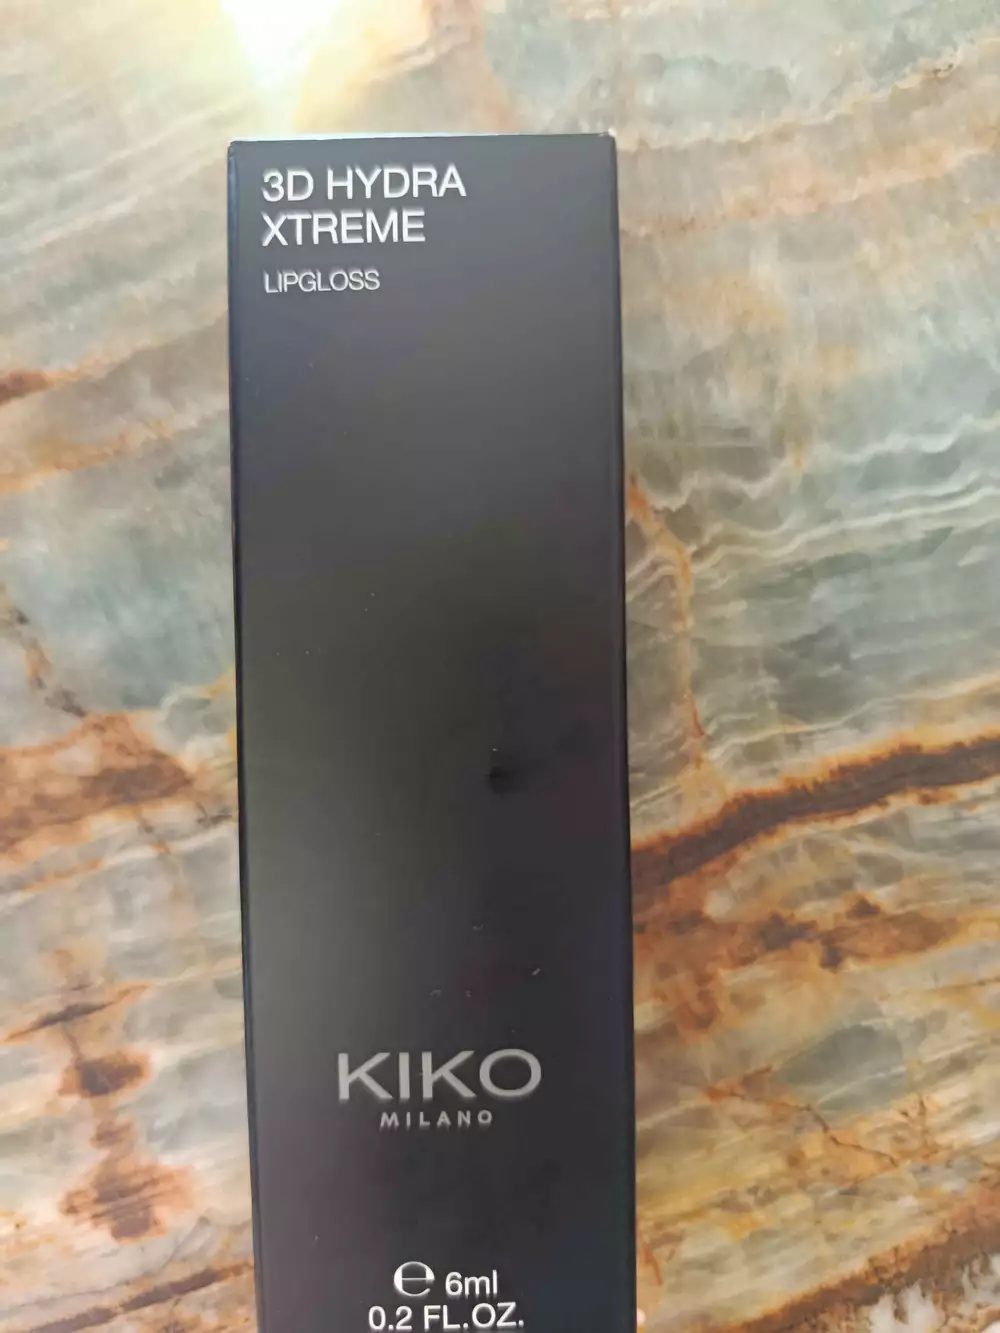 3D HYDRA
XTREME
LIPGLOSS
KIKO
MILANO
℮ 6ml
0.2 FL.OZ.